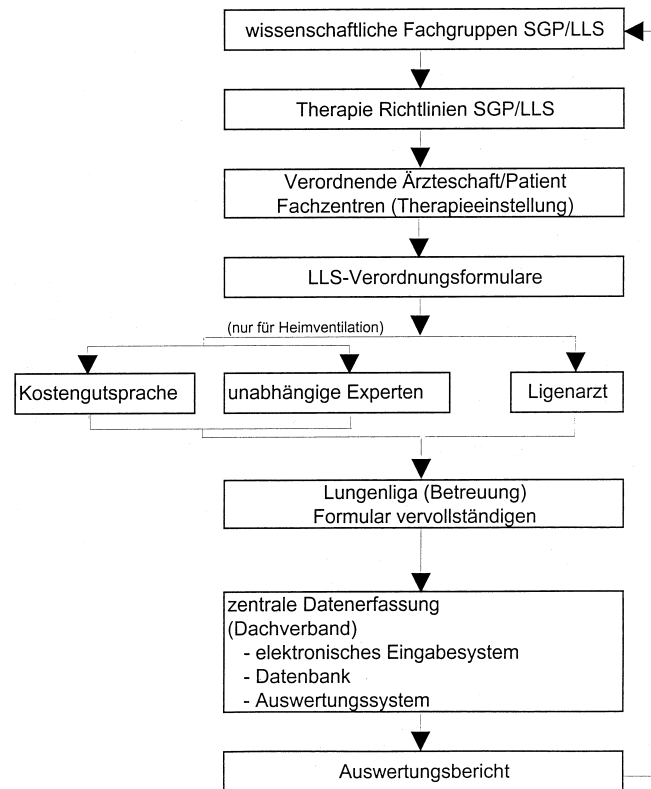 wissenschaftliche Fachgruppen SGP/LLS
Therapie Richtlinien SGP/LLS
Verordnende Ärzteschaft/Patient
Fachzentren (Therapieeinstellung)
LLS-Verordnungsformulare
(nur für Heimventilation)
Kostengutsprache
unabhängige Experten
Ligenarzt
Lungenliga (Betreuung)
Formular vervollständigen
zentrale Datenerfassung
(Dachverband)
- elektronisches Eingabesystem
- Datenbank
- Auswertungssystem
Auswertungsbericht